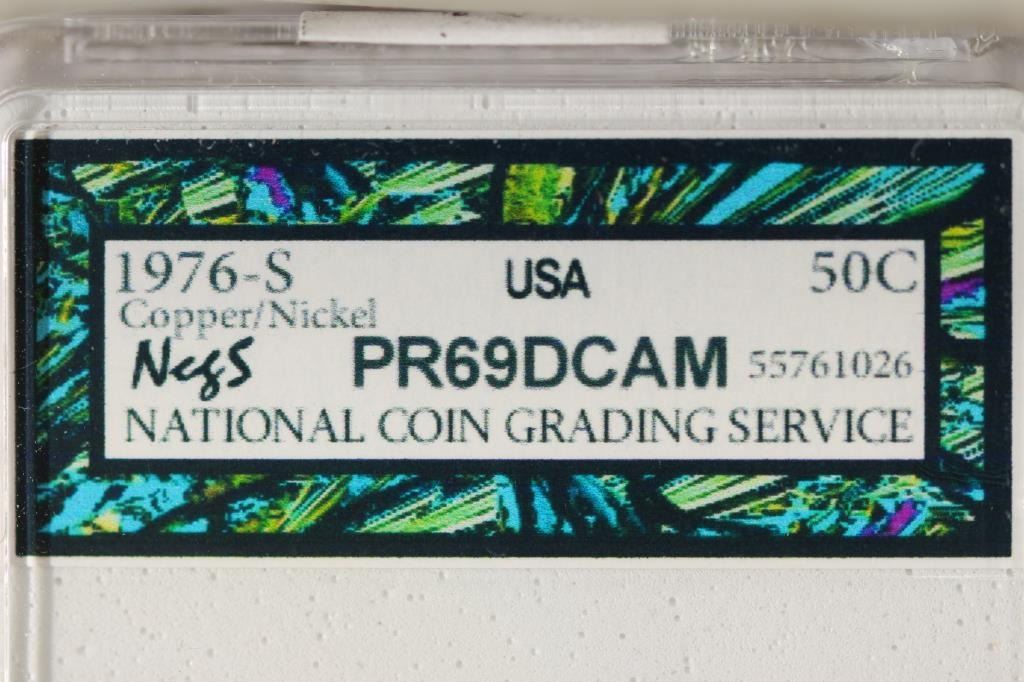 1976-S USA 50C
Copper/Nickel
NcgS PR69DCAM 55761026
NATIONAL COIN GRADING SERVICE